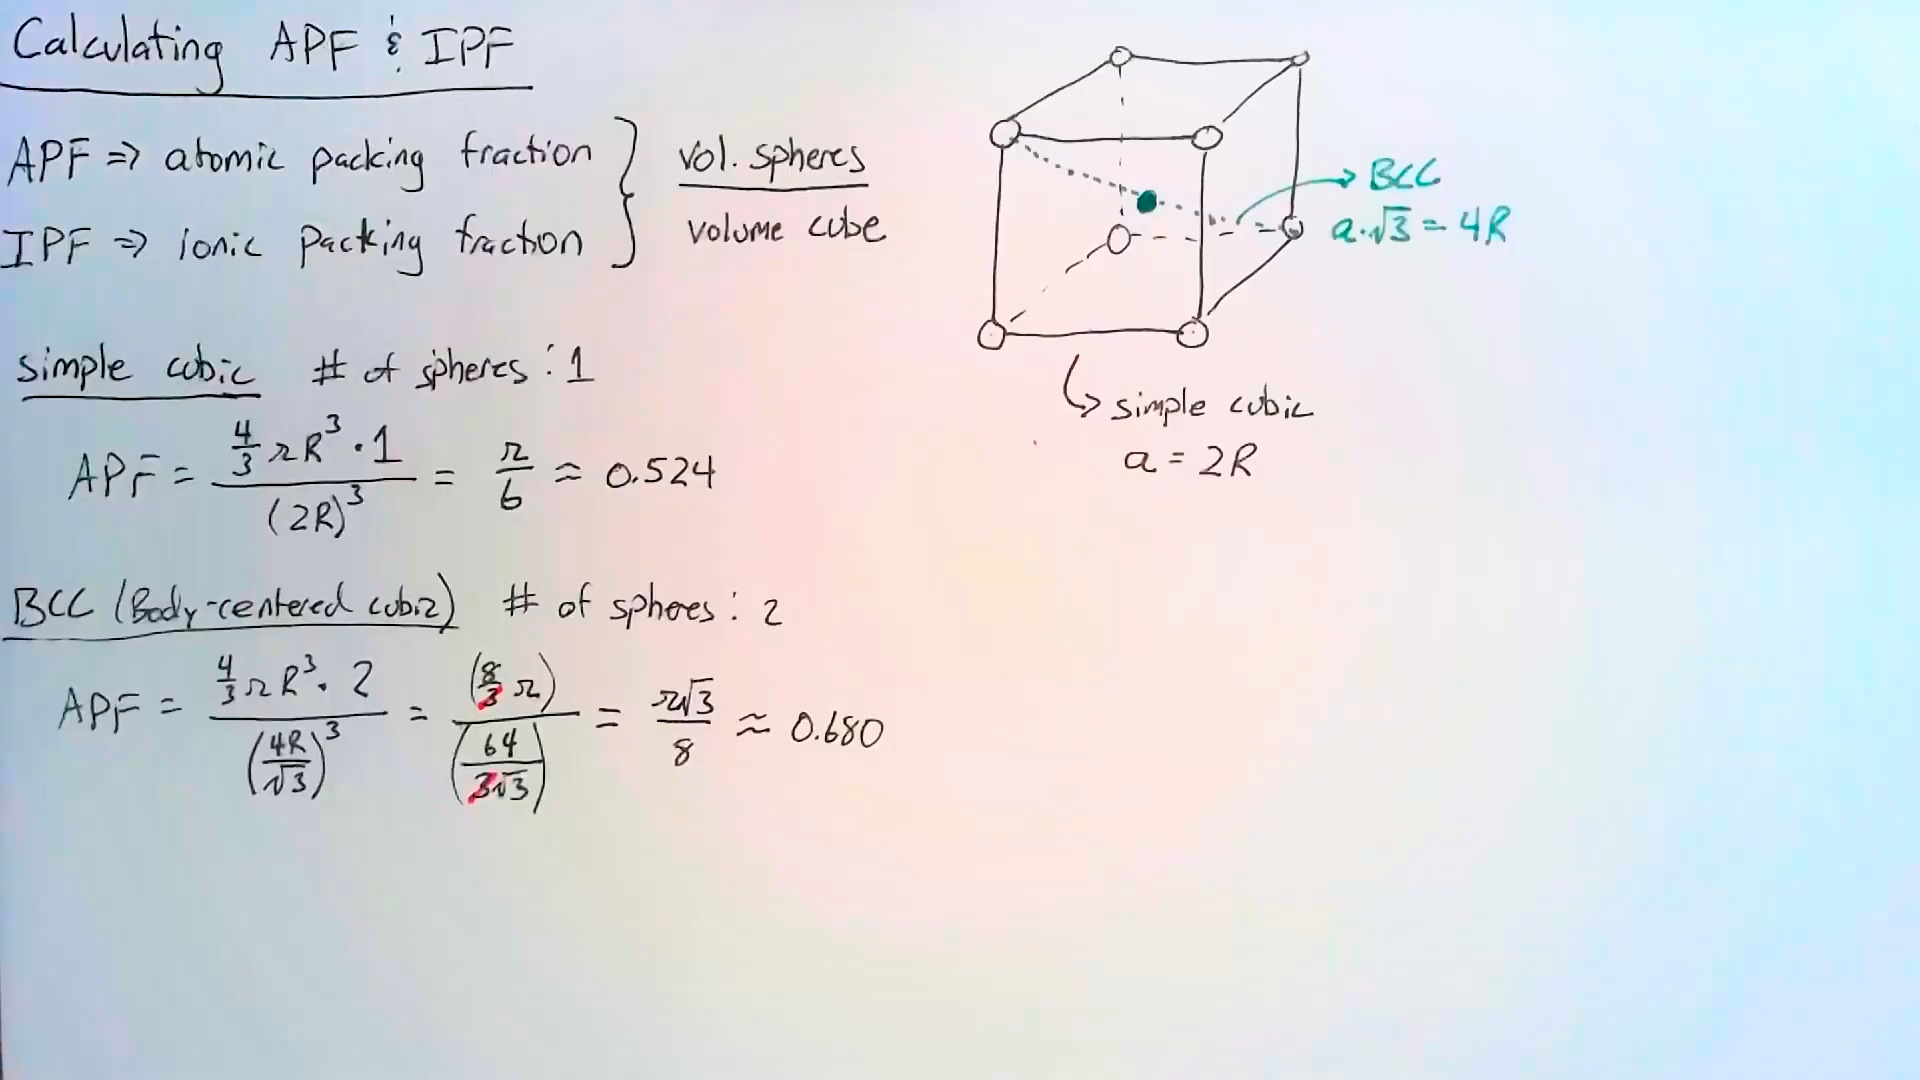 Calculating APF & IPF
APF => atomic packing fraction
IPF => ionic packing fraction
vol. spheres
volume cube
BCC
a·√3 = 4R
simple cubic
a = 2R
simple cubic # of spheres : 1
APF = (4/3 πR³ · 1) / (2R)³ = π/6 ≈ 0.524
BCC (Body-centered cubic) # of spheres : 2
APF = (4/3 πR³ · 2) / (4R/√3)³ = (8/3 π) / (64/3√3) = π√3/8 ≈ 0.680